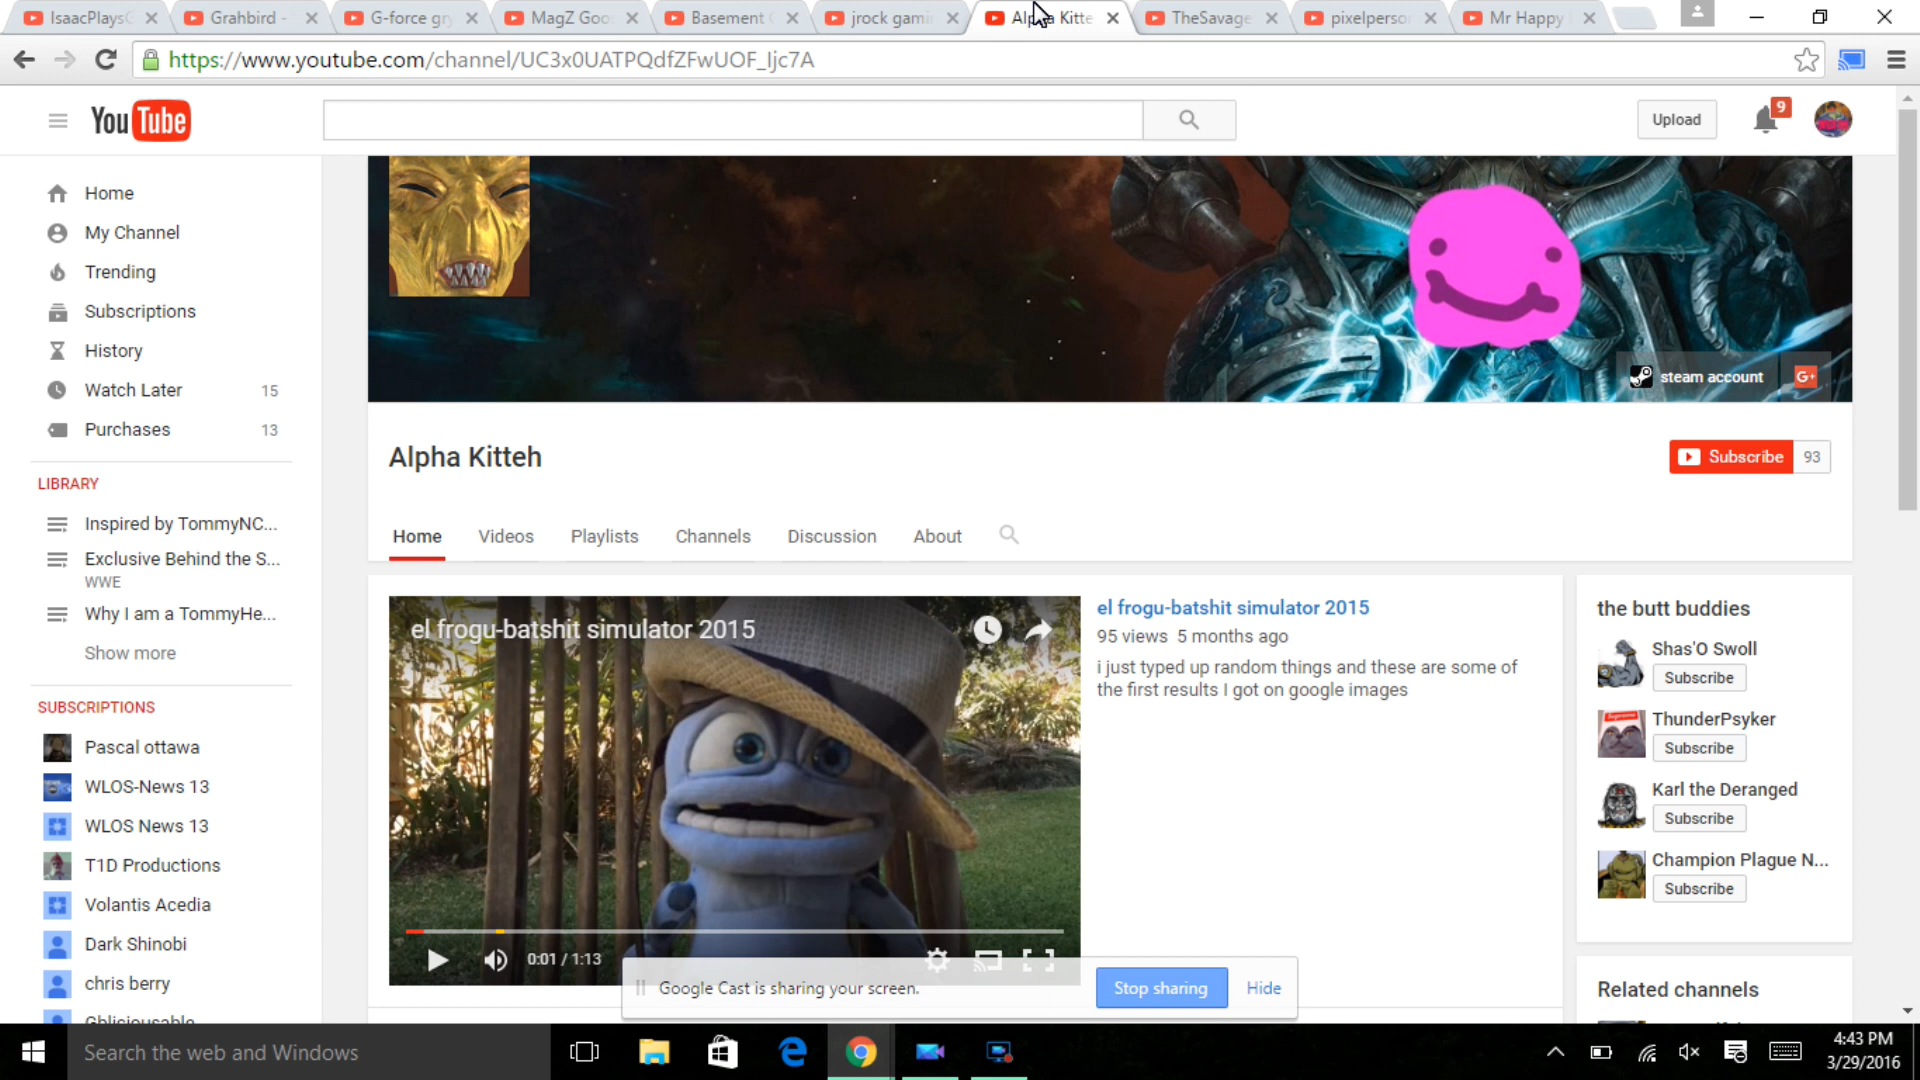 IsaacPlaysG
Grahbird -
G-force gry
MagZ Goo
Basement
jrock gami
Alpha Kitte
TheSavage
pixelperso
Mr Happy
https://www.youtube.com/channel/UC3x0UATPQdfZFwUOF_Ijc7A
YouTube
Upload
9
Home
My Channel
Trending
Subscriptions
History
Watch Later 15
Purchases 13
LIBRARY
Inspired by TommyNC...
Exclusive Behind the S...
WWE
Why I am a TommyHe...
Show more
SUBSCRIPTIONS
Pascal ottawa
WLOS-News 13
WLOS News 13
T1D Productions
Volantis Acedia
Dark Shinobi
chris berry
steam account
G+
Alpha Kitteh
Subscribe 93
Home Videos Playlists Channels Discussion About
el frogu-batshit simulator 2015
0:01 / 1:13
el frogu-batshit simulator 2015
95 views 5 months ago
i just typed up random things and these are some of
the first results I got on google images
the butt buddies
Shas'O Swoll
Subscribe
ThunderPsyker
Subscribe
Karl the Deranged
Subscribe
Champion Plague N...
Subscribe
Related channels
Google Cast is sharing your screen.
Stop sharing
Hide
Search the web and Windows
4:43 PM
3/29/2016